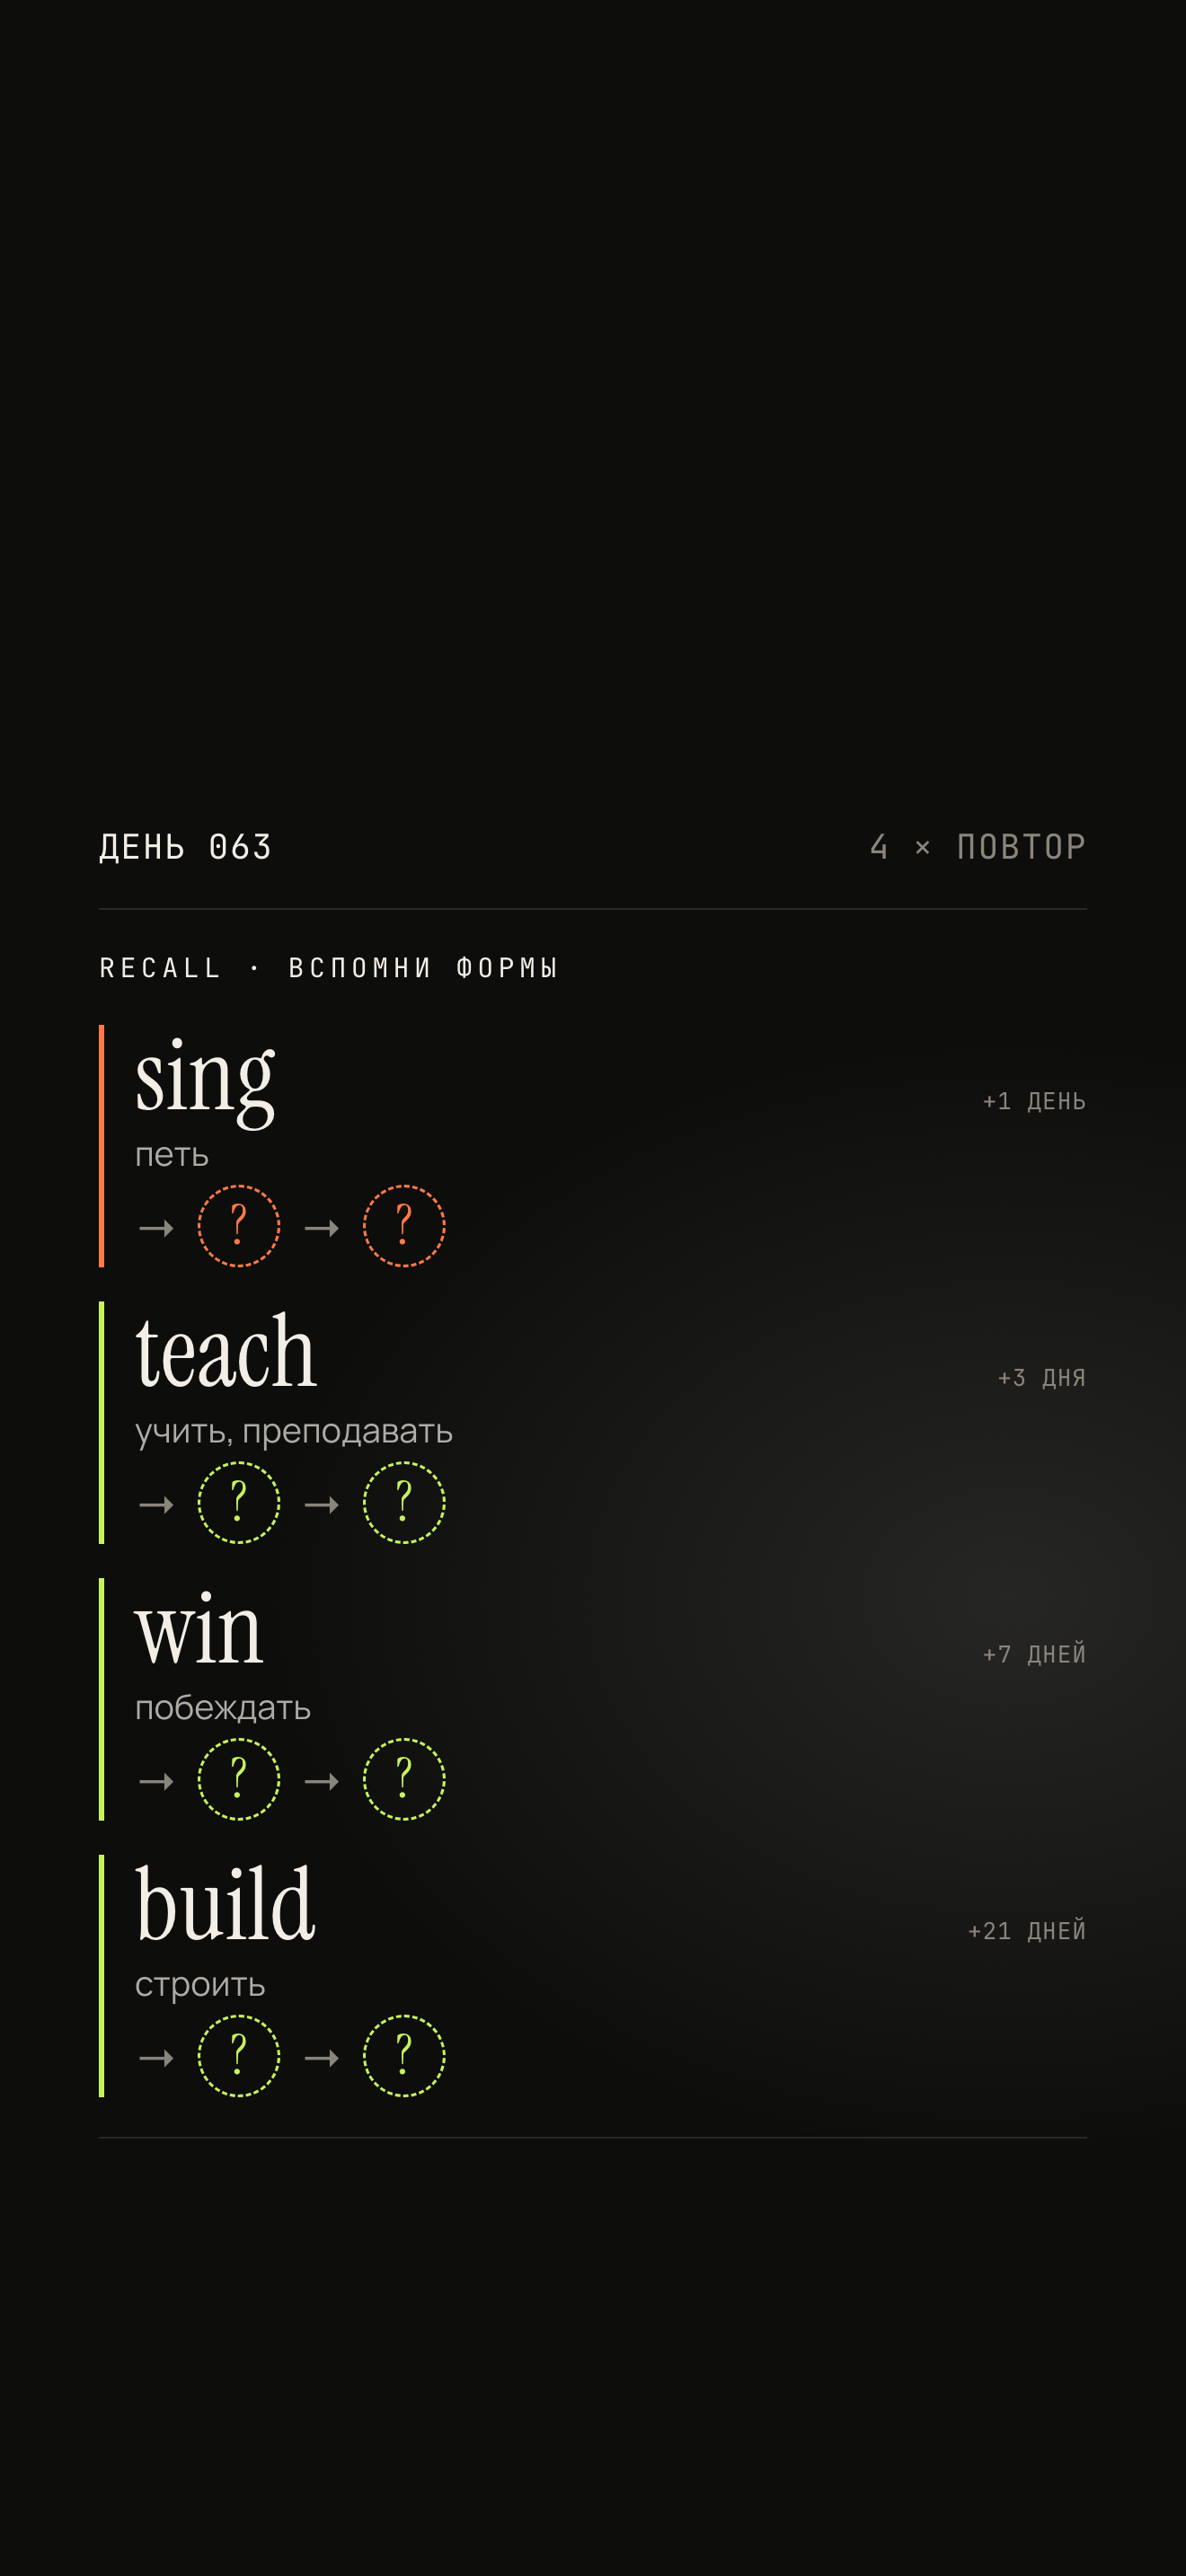 ДЕНЬ 063
4 × ПОВТОР
RECALL · ВСПОМНИ ФОРМЫ
sing
+1 ДЕНЬ
петь
→ ? → ?
teach
+3 ДНЯ
учить, преподавать
→ ? → ?
win
+7 ДНЕЙ
побеждать
→ ? → ?
build
+21 ДНЕЙ
строить
→ ? → ?